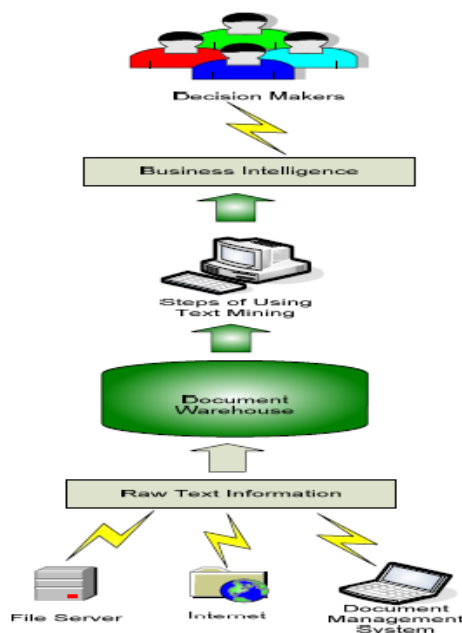 Decision Makers
Business Intelligence
Steps of Using
Text Mining
Document
Warehouse
Raw Text Information
File Server
Internet
Document
Management
System